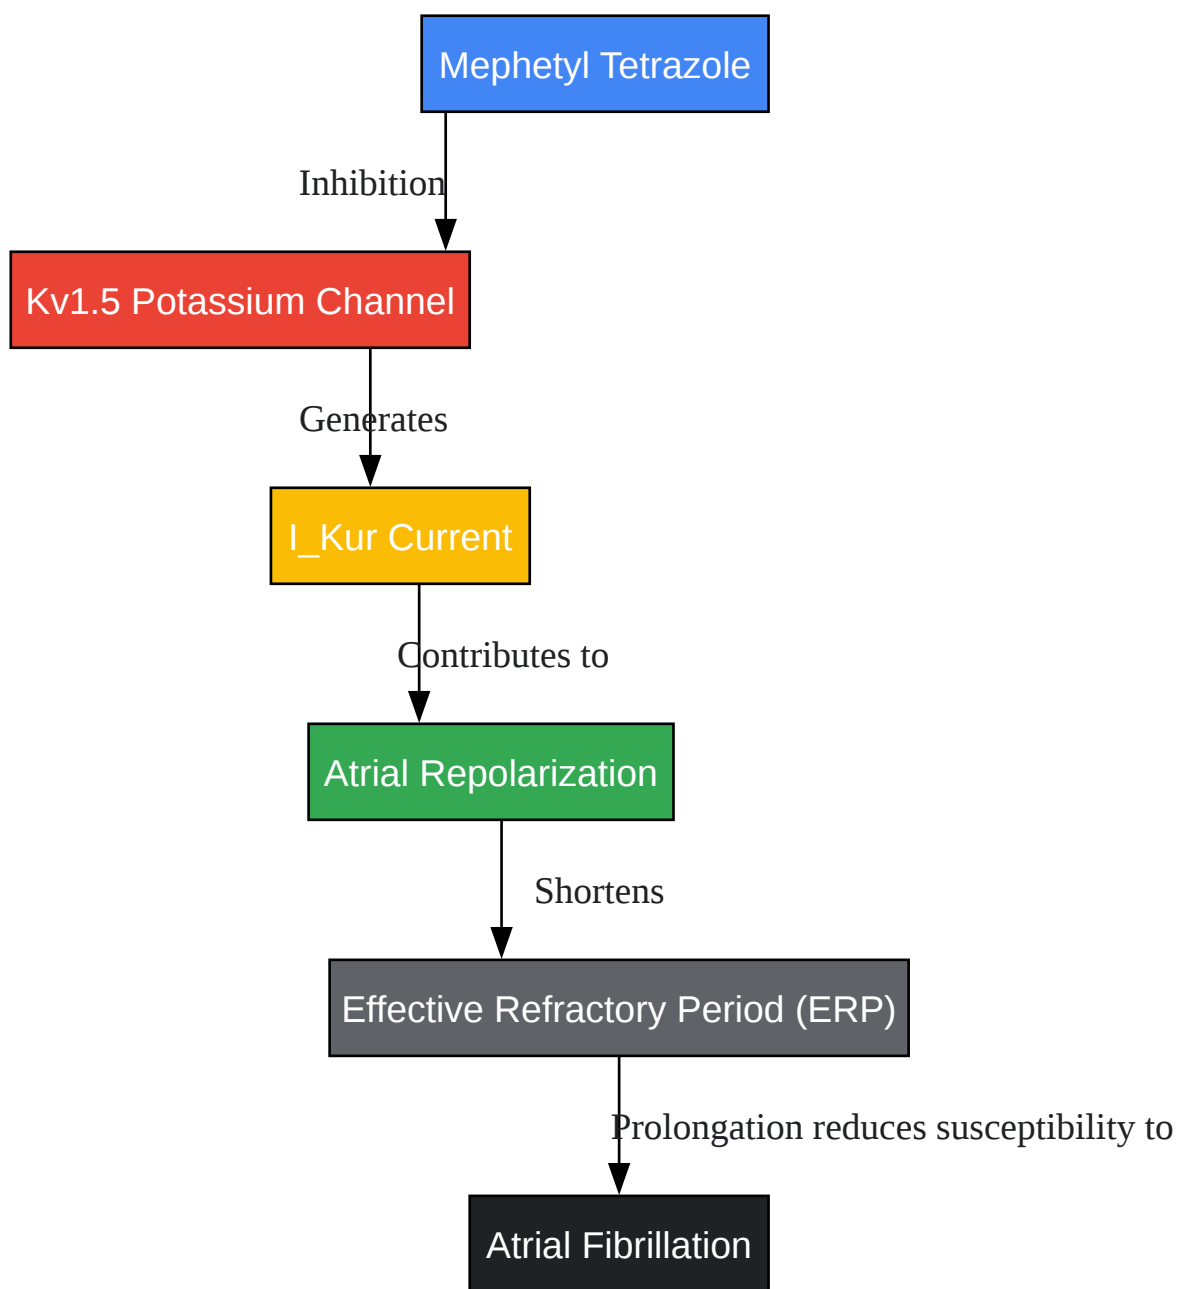 Mephetyl Tetrazole
Inhibition
Kv1.5 Potassium Channel
Generates
I_Kur Current
Contributes to
Atrial Repolarization
Shortens
Effective Refractory Period (ERP)
Prolongation reduces susceptibility to
Atrial Fibrillation